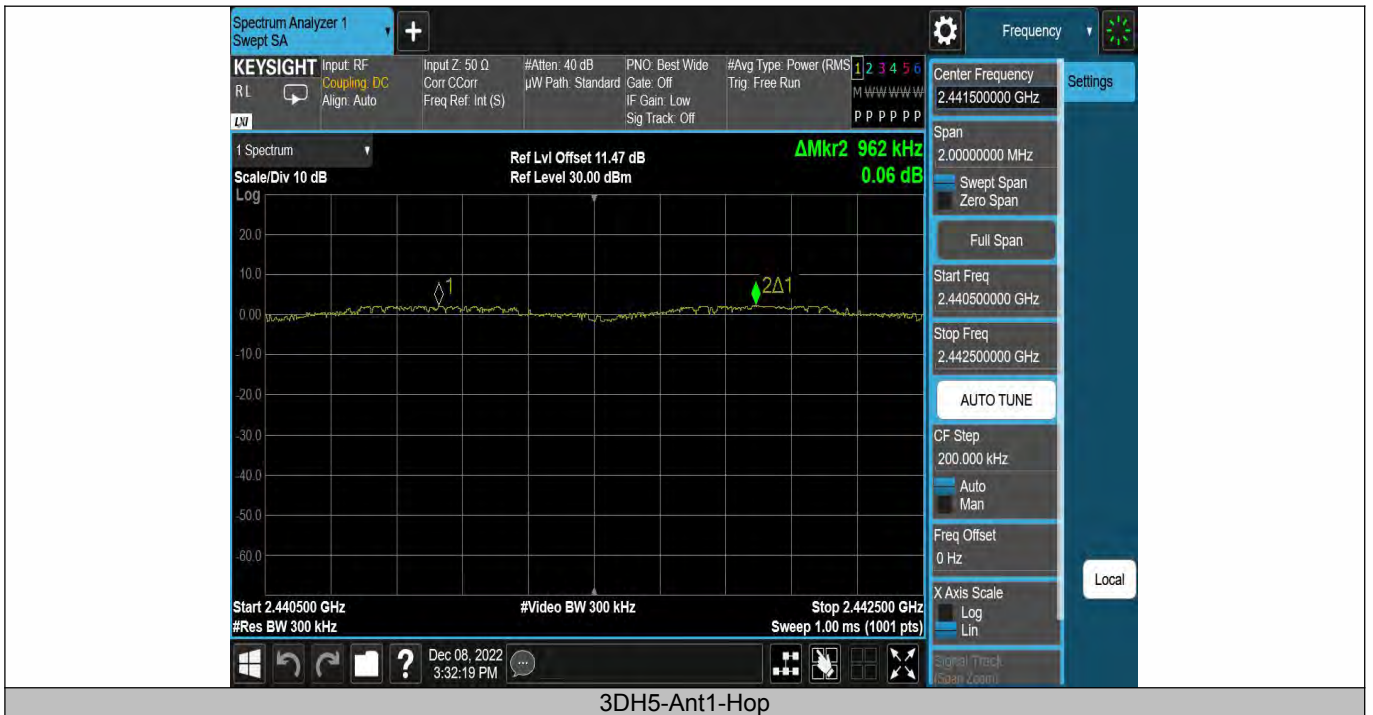 Spectrum Analyzer 1
Swept SA
+
Frequency
KEYSIGHT
Input: RF
Input Z: 50 Ω
#Atten: 40 dB
PNO: Best Wide
#Avg Type: Power (RMS
1 2 3 4 5 6
RL
Coupling: DC
Corr CCorr
µW Path: Standard
Gate: Off
Trig: Free Run
M W W W W W
Align: Auto
Freq Ref: Int (S)
IF Gain: Low
Sig Track: Off
P P P P P P
LXI
Center Frequency
2.441500000 GHz
Settings
1 Spectrum
Ref Lvl Offset 11.47 dB
ΔMkr2 962 kHz
Scale/Div 10 dB
Ref Level 30.00 dBm
0.06 dB
Log
20.0
10.0
0.00
-10.0
-20.0
-30.0
-40.0
-50.0
-60.0
1
2Δ1
Start 2.440500 GHz
#Video BW 300 kHz
Stop 2.442500 GHz
#Res BW 300 kHz
Sweep 1.00 ms (1001 pts)
Span
2.00000000 MHz
Swept Span
Zero Span
Full Span
Start Freq
2.440500000 GHz
Stop Freq
2.442500000 GHz
AUTO TUNE
CF Step
200.000 kHz
Auto
Man
Freq Offset
0 Hz
X Axis Scale
Log
Lin
Signal Track
(Span Zoom)
Local
?
Dec 08, 2022
3:32:19 PM
3DH5-Ant1-Hop